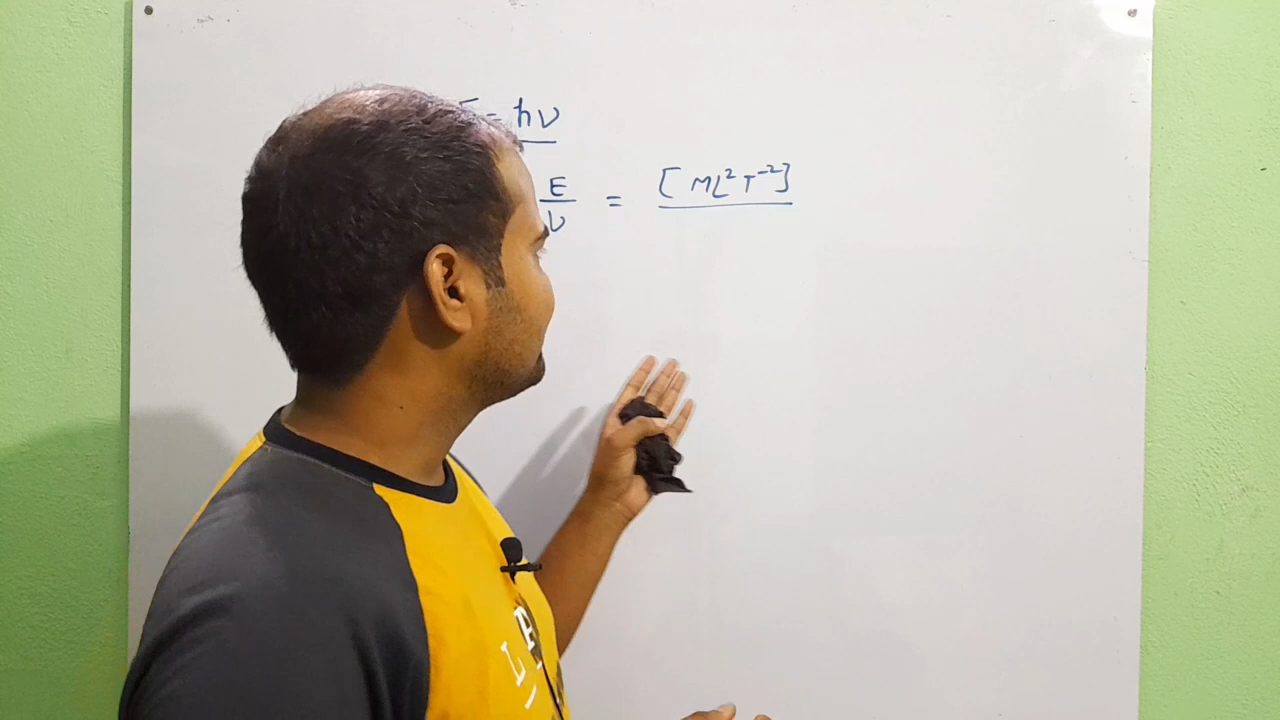 = hν
E/ν = [ML²T⁻²]